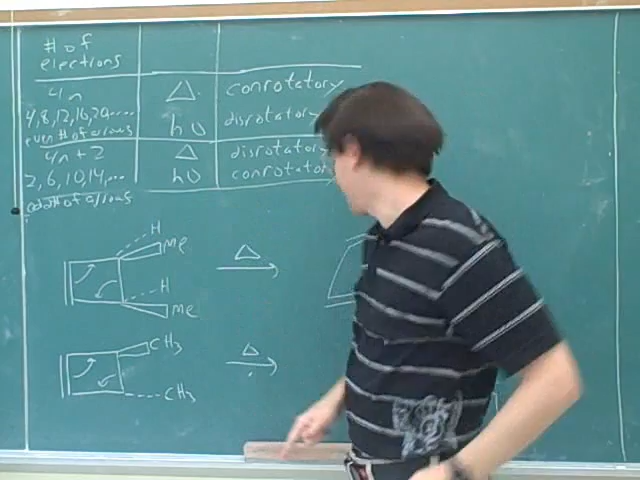 # of
electrons
4n
Δ
conrotatory
4,8,12,16,20,....
hυ
disrotatory
even # of arrows
4n + 2
Δ
disrotatory
2,6,10,14,...
hυ
conrotatory
odd # of arrows
H
Me
Δ
H
Me
CH3
Δ
CH3